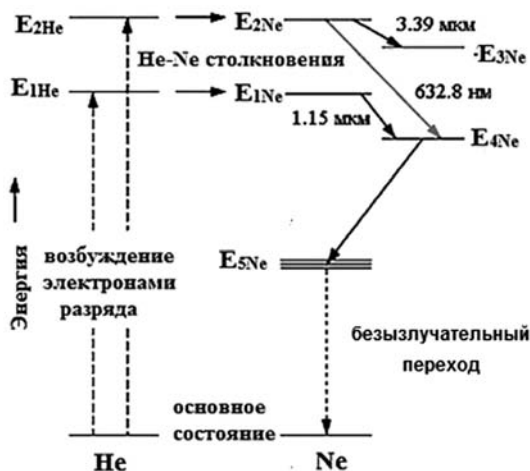 E2He
E2Ne
3.39 мкм
-E3Ne
He-Ne столкновения
E1He
E1Ne
632.8 нм
1.15 мкм
E4Ne
Энергия
возбуждение
электронами
разряда
E5Ne
безызлучательный
переход
основное
состояние
He
Ne